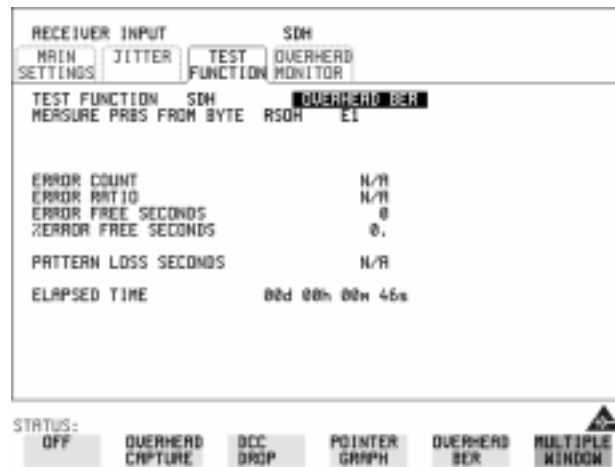 RECEIVER INPUT SDH
MAIN SETTINGS JITTER TEST FUNCTION OVERHEAD MONITOR
TEST FUNCTION SDH OVERHEAD BER
MEASURE PRBS FROM BYTE RSOH E1
ERROR COUNT N/A
ERROR RATIO N/A
ERROR FREE SECONDS 0
%ERROR FREE SECONDS 0.
PATTERN LOSS SECONDS N/A
ELAPSED TIME 00d 00h 00m 46s
STATUS:
OFF OVERHEAD CAPTURE DCC DROP POINTER GRAPH OVERHEAD BER MULTIPLE WINDOW